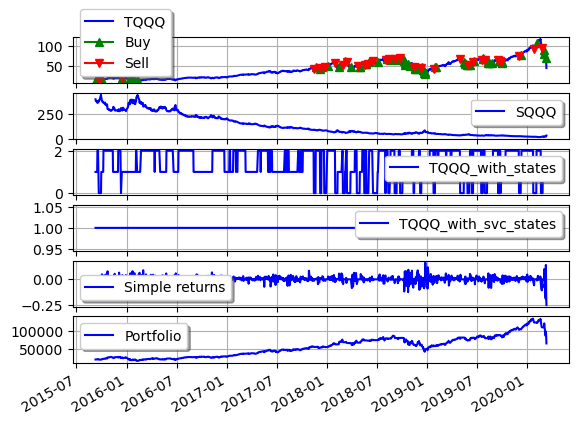 TQQQ
Buy
Sell
100
50
SQQQ
250
0
TQQQ_with_states
2
0
TQQQ_with_svc_states
1.05
1.00
0.95
Simple returns
0.00
−0.25
Portfolio
100000
50000
2015-07 2016-01 2016-07 2017-01 2017-07 2018-01 2018-07 2019-01 2019-07 2020-01